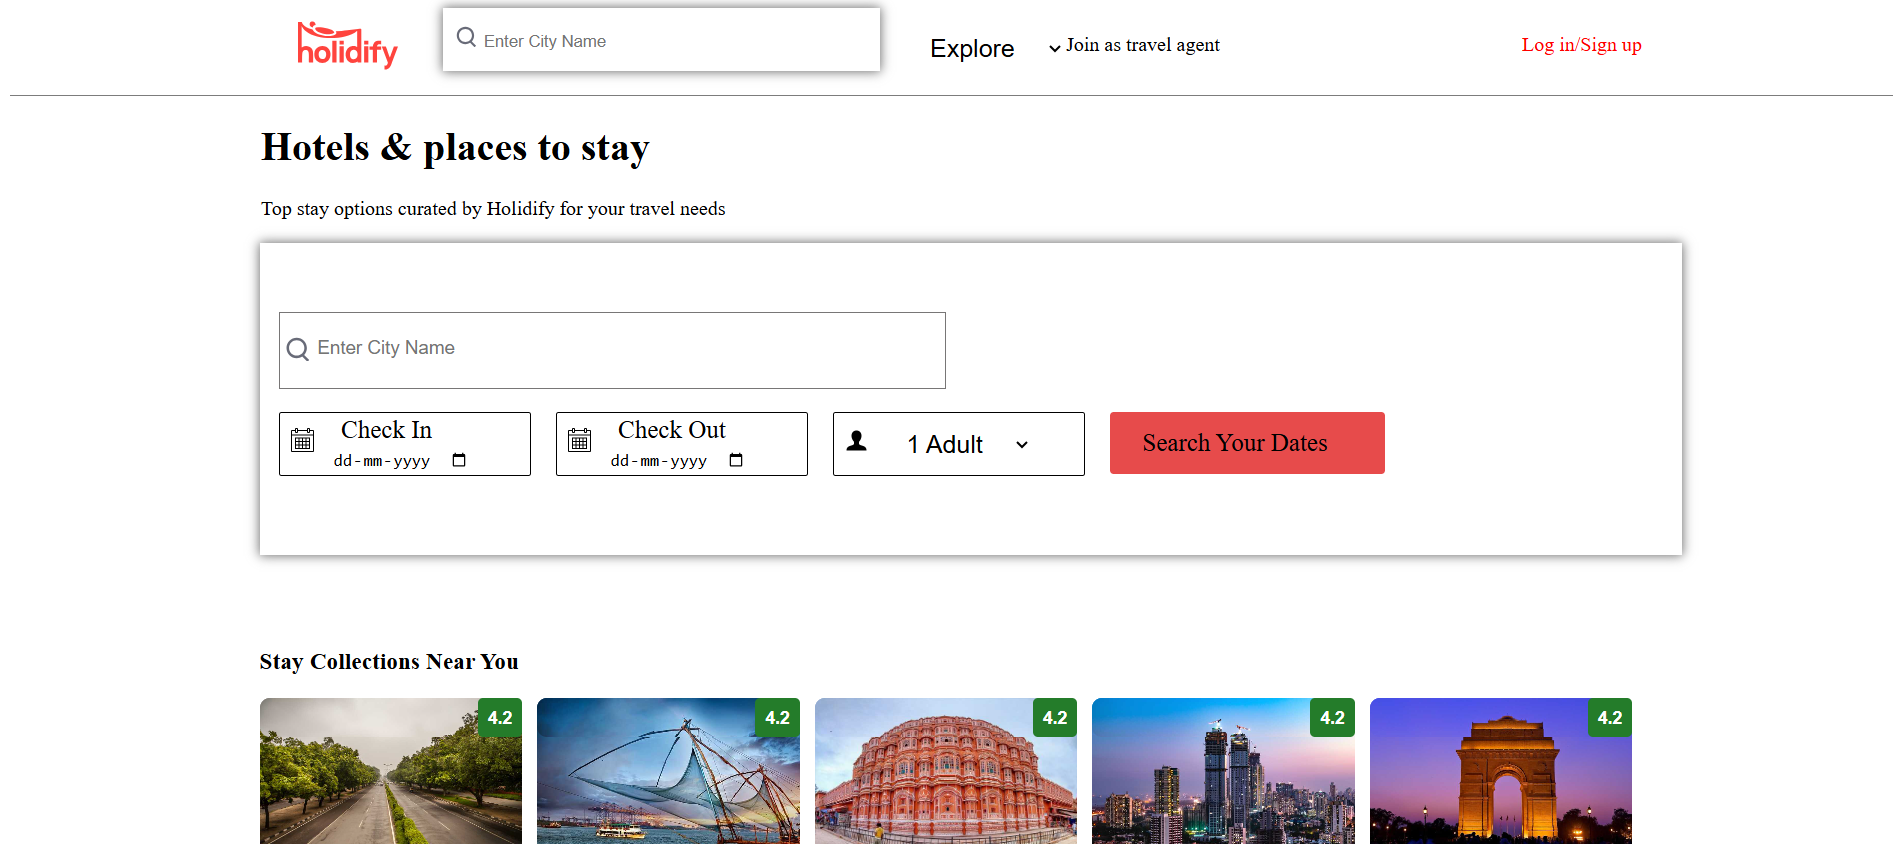 holidify
Enter City Name
Explore
Join as travel agent
Log in/Sign up
Hotels & places to stay
Top stay options curated by Holidify for your travel needs
Enter City Name
Check In
dd-mm-yyyy
Check Out
dd-mm-yyyy
1 Adult
Search Your Dates
Stay Collections Near You
4.2
4.2
4.2
4.2
4.2